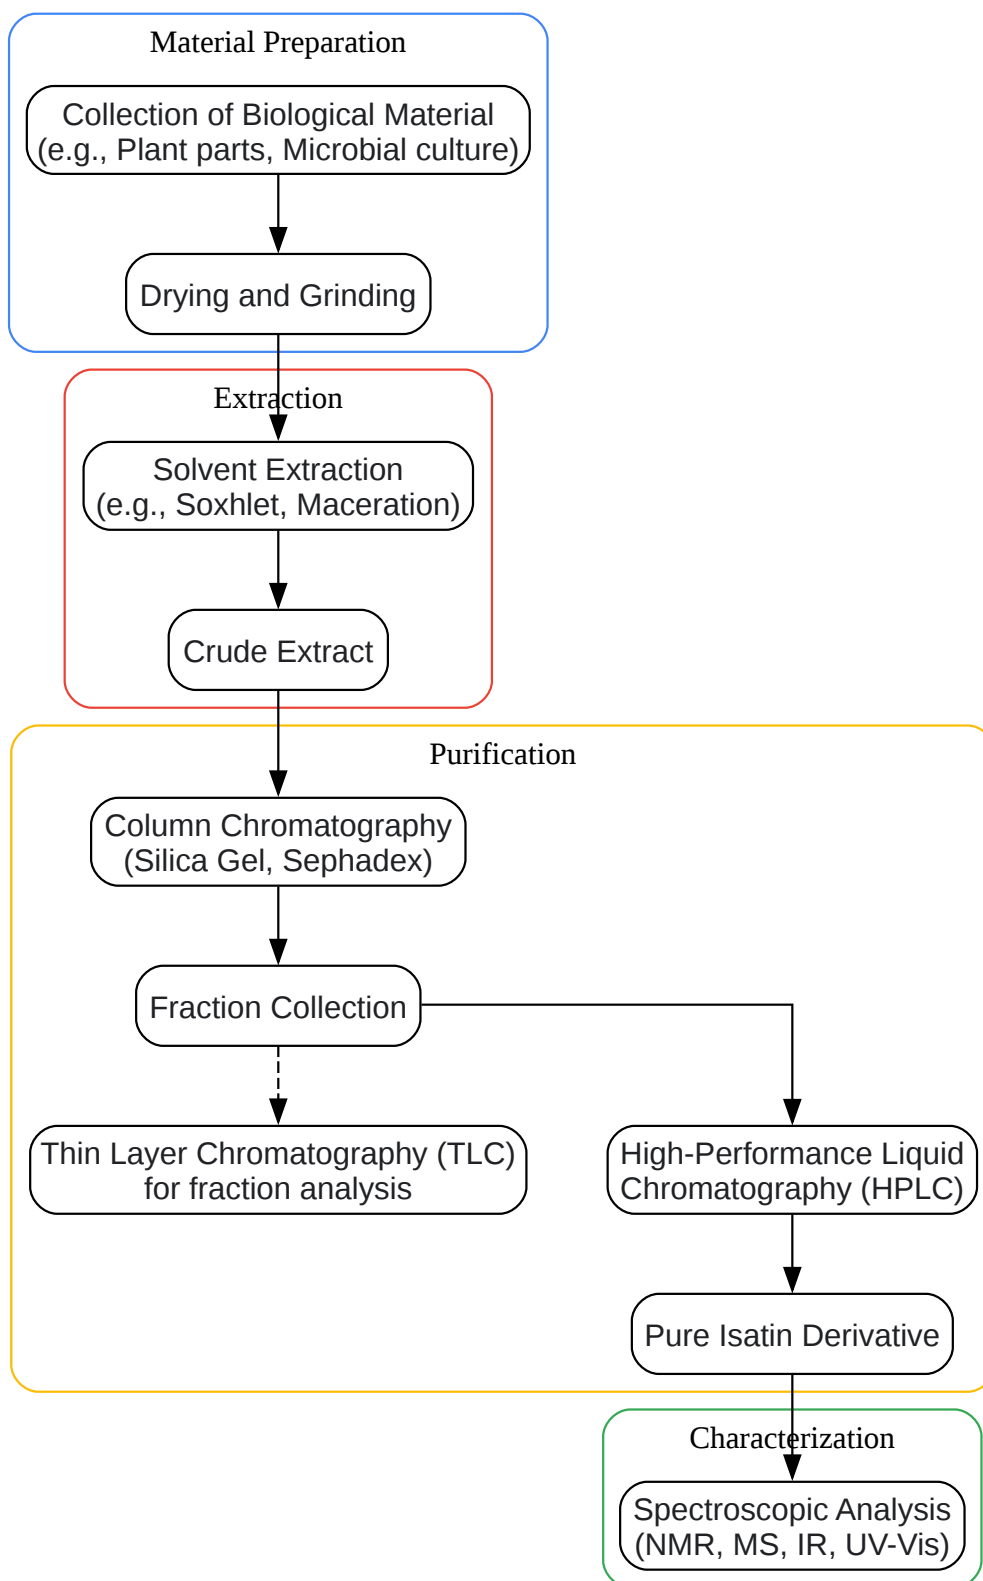 Material Preparation
Collection of Biological Material
(e.g., Plant parts, Microbial culture)
Drying and Grinding
Extraction
Solvent Extraction
(e.g., Soxhlet, Maceration)
Crude Extract
Purification
Column Chromatography
(Silica Gel, Sephadex)
Fraction Collection
Thin Layer Chromatography (TLC)
for fraction analysis
High-Performance Liquid
Chromatography (HPLC)
Pure Isatin Derivative
Characterization
Spectroscopic Analysis
(NMR, MS, IR, UV-Vis)